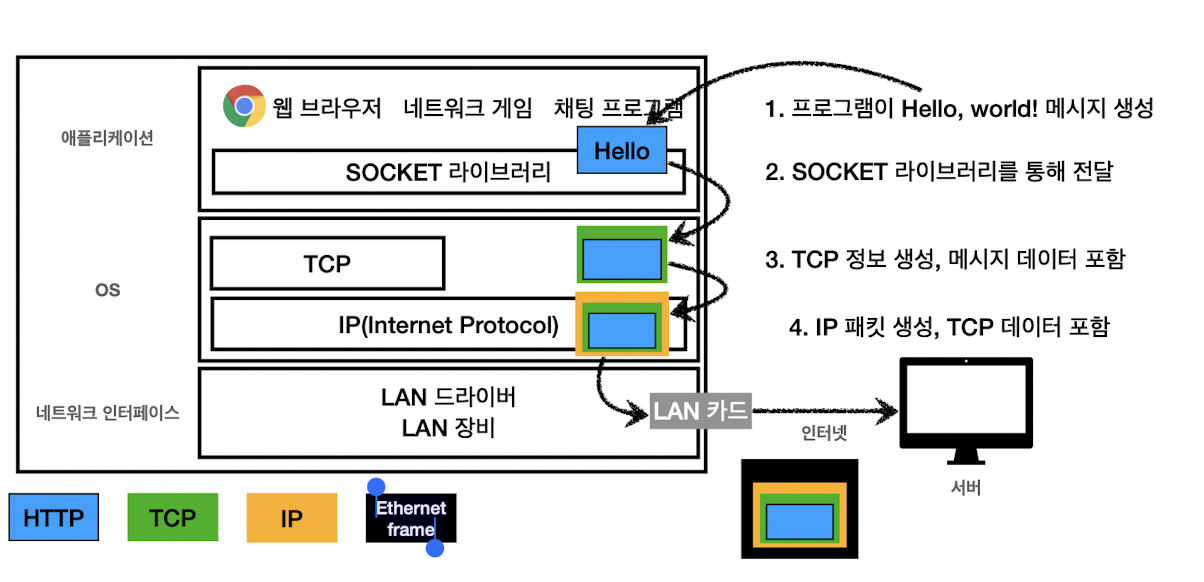 웹 브라우저 네트워크 게임 채팅 프로그램
1. 프로그램이 Hello, world! 메시지 생성
애플리케이션
Hello
SOCKET 라이브러리
2. SOCKET 라이브러리를 통해 전달
TCP
3. TCP 정보 생성, 메시지 데이터 포함
OS
IP(Internet Protocol)
4. IP 패킷 생성, TCP 데이터 포함
네트워크 인터페이스
LAN 드라이버
LAN 장비
LAN 카드
인터넷
서버
HTTP
TCP
IP
Ethernet
frame